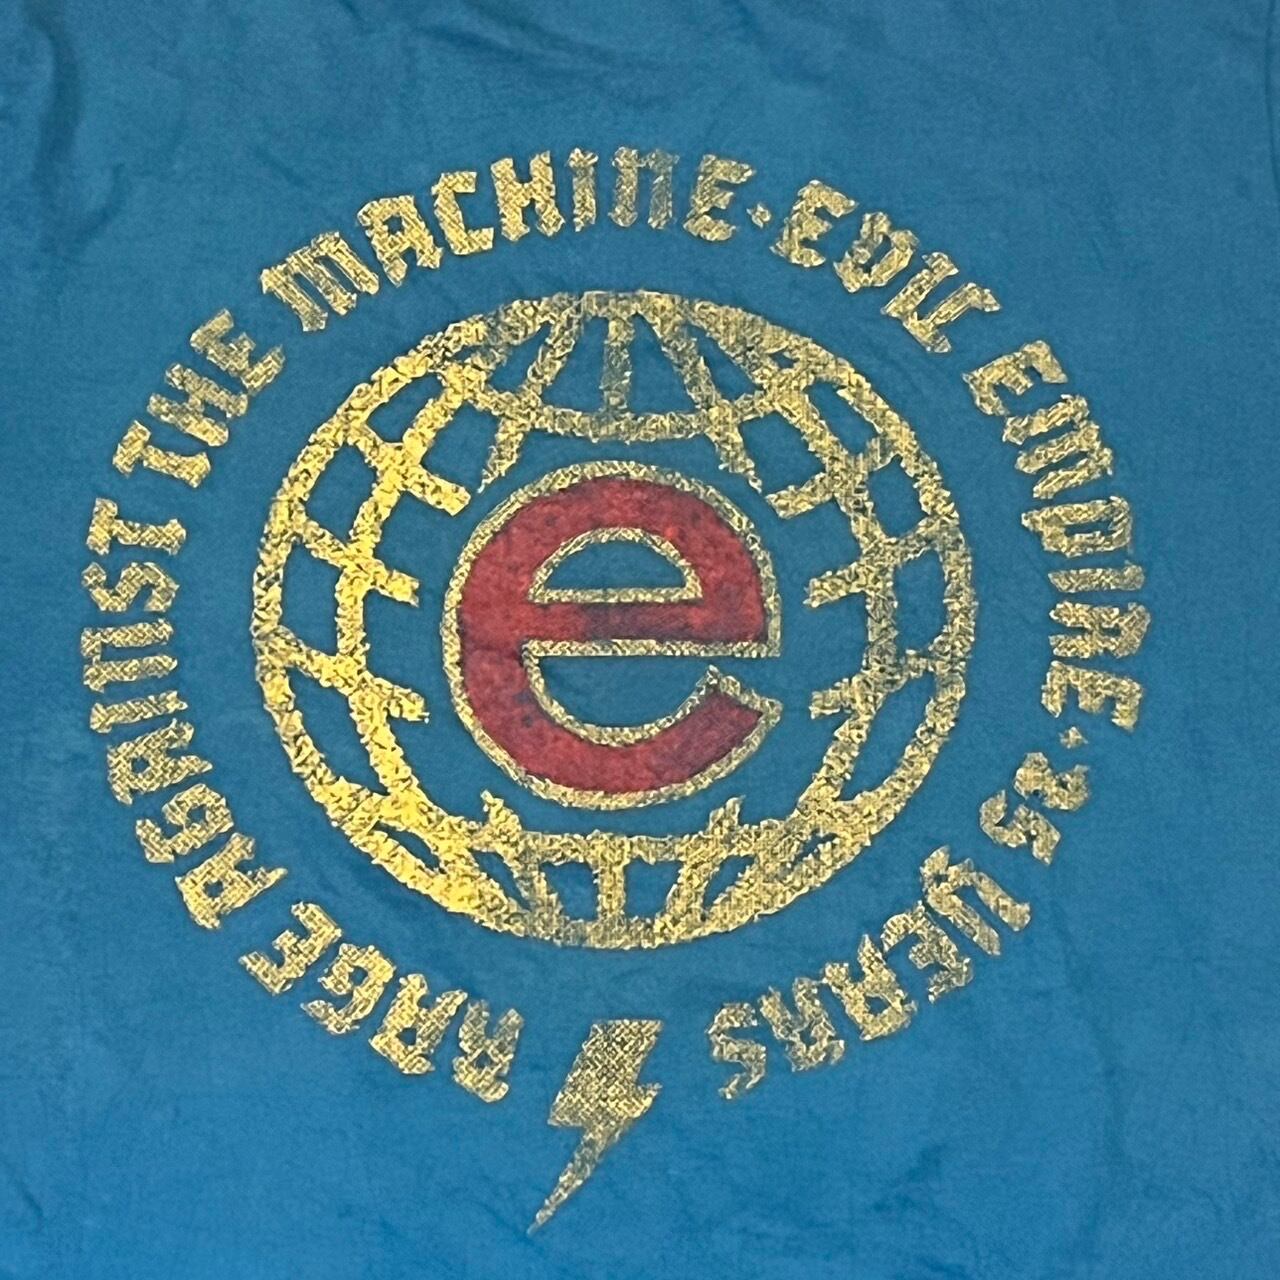 RAGE AGAINST THE MACHINE·EVIL EMPIRE·25 YEARS
e